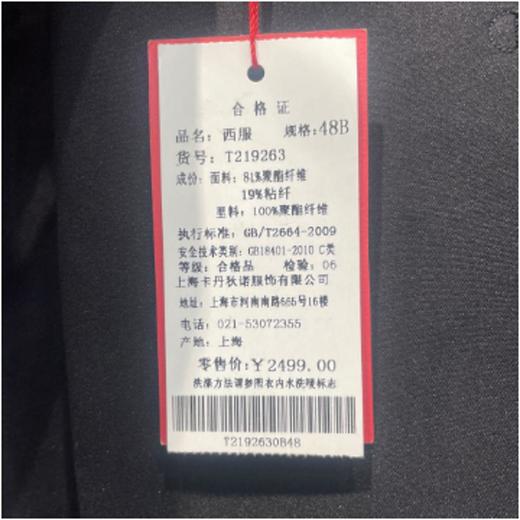 合格证
品名：西服 规格：48B
货号：T219263
成份：面料：81%聚酯纤维
19%粘纤
里料：100%聚酯纤维
执行标准：GB/T2664-2009
安全技术类别：GB18401-2010 C类
等级：合格品 检验：06
上海卡丹狄诺服饰有限公司
地址：上海市河南南路665号16楼
电话：021-53072355
产地：上海
零售价：￥2499.00
洗涤方法请参照衣内水洗唛标志
T2192630B48